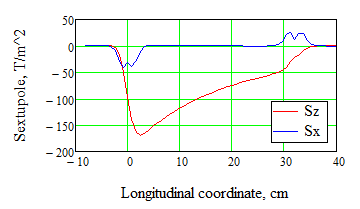 50
0
− 50
− 100
− 150
− 200
− 10 0 10 20 30 40
Sextupole, T/m^2
Sz
Sx
Longitudinal coordinate, cm